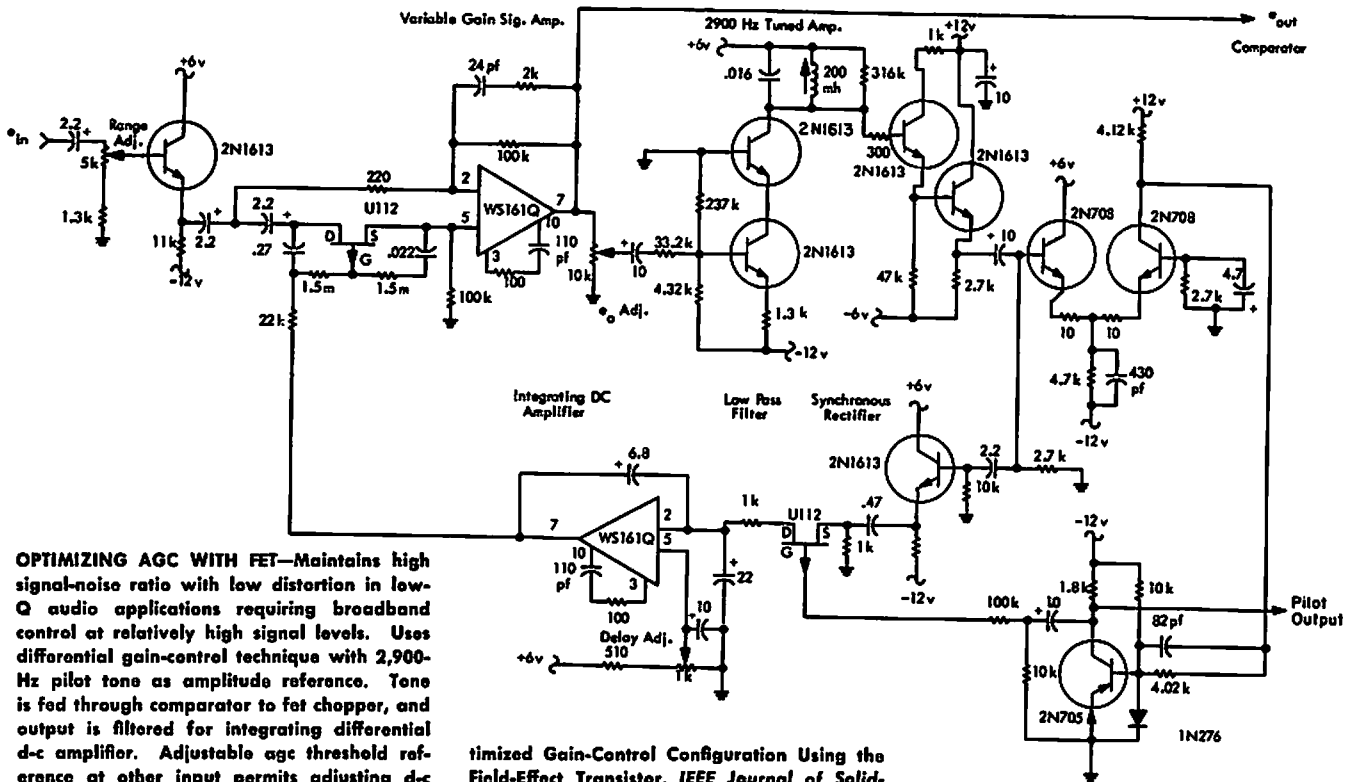 Variable Gain Sig. Amp.
2900 Hz Tuned Amp.
eout
Comparator
+6v
+12v
1k
24 pf
2k
.016
200
mh
316k
10
+12v
+6v
ein
2.2
+
Range
Adj.
5k
2N1613
100k
2N1613
300
2N1613
2N1613
4.12k
+6v
1.3k
220
2
WS161Q
7
237k
2N708
2N708
2.2
+
U112
5
10
2N1613
+
10
11k
2.2
+
.27
D
S
G
.022
3
110
pf
100
10k
+
10
33.2k
47k
2.7k
2.7k
4.7
+
-12v
1.5m
1.5m
100k
4.32k
1.3 k
-6v
10
10
22k
eo Adj.
-12v
4.7k
430
pf
-12v
Integrating DC
Amplifier
Low Pass
Filter
Synchronous
Rectifier
+6v
+ 6.8
2N1613
2.2
+
10k
2.7k
1k
U112
.47
7
WS161Q
2
5
D
S
G
1k
-12v
-12v
10
110
pf
3
100
+
22
1.8k
10k
Pilot
Output
+
10
100k
+ 10
82pf
Delay Adj.
+6v
510
1k
10k
4.02k
2N705
1N276
OPTIMIZING AGC WITH FET—Maintains high
signal-noise ratio with low distortion in low-
Q audio applications requiring broadband
control at relatively high signal levels. Uses
differential gain-control technique with 2,900-
Hz pilot tone as amplitude reference. Tone
is fed through comparator to fet chopper, and
output is filtered for integrating differential
d-c amplifier. Adjustable agc threshold ref-
erence at other input permits adjusting d-c
timized Gain-Control Configuration Using the
Field-Effect Transistor, IEEE Journal of Solid-